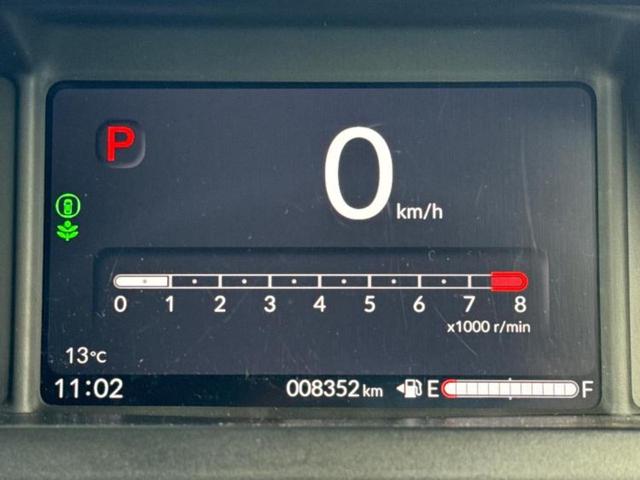 P
0 km/h
0 1 2 3 4 5 6 7 8
x1000 r/min
13°C
11:02 008352 km E F